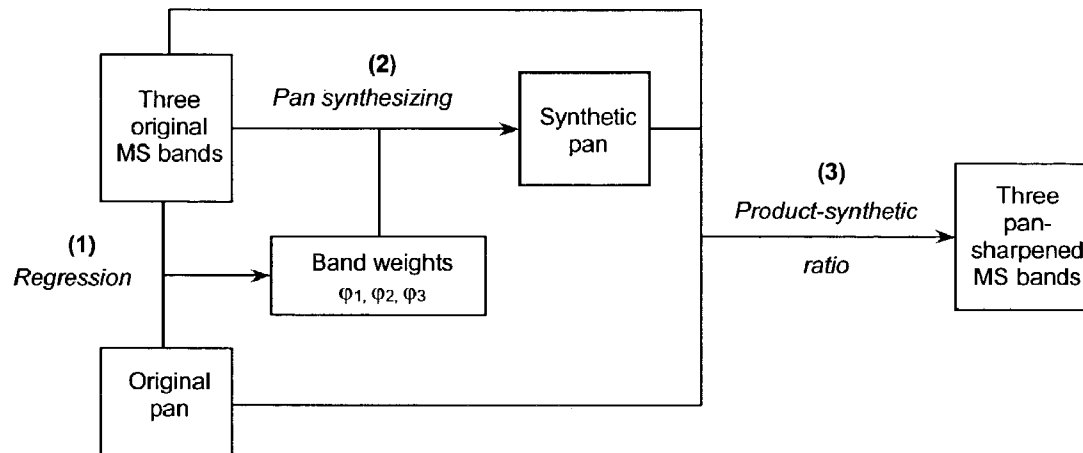 Three
original
MS bands
(2)
Pan synthesizing
Synthetic
pan
(1)
Regression
Band weights
φ1, φ2, φ3
Original
pan
(3)
Product-synthetic
ratio
Three
pan-
sharpened
MS bands